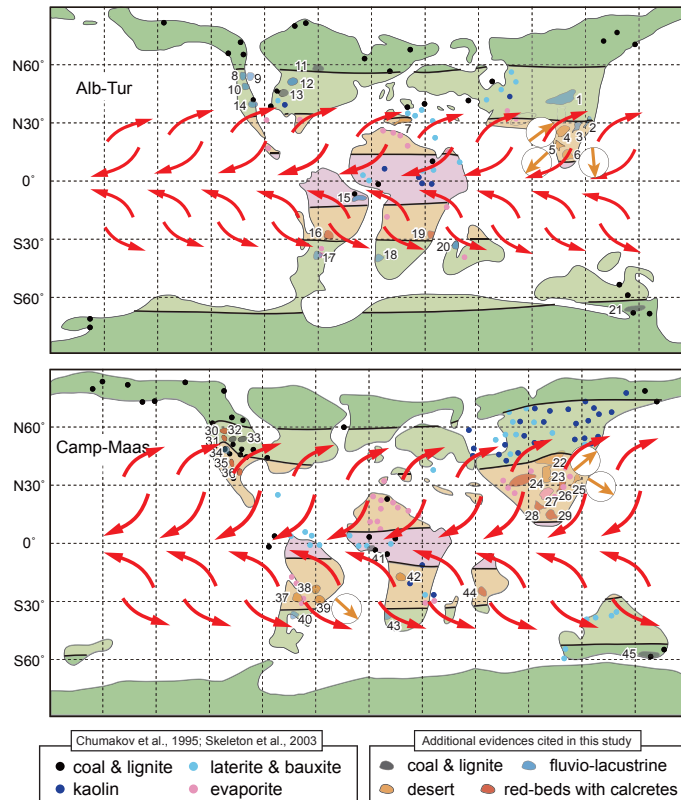 Alb-Tur
N60°
N30°
0°
S30°
S60°
8
9
10
11
12
13
14
1
2
3
4
5
6
7
15
16
17
18
19
20
21
Camp-Maas
N60°
N30°
0°
S30°
S60°
30
32
31
33
34
35
36
22
23
24
25
26
27
28
29
41
42
37
38
39
40
43
44
45
Chumakov et al., 1995; Skeleton et al., 2003
coal & lignite
laterite & bauxite
kaolin
evaporite
Additional evidences cited in this study
coal & lignite
fluvio-lacustrine
desert
red-beds with calcretes